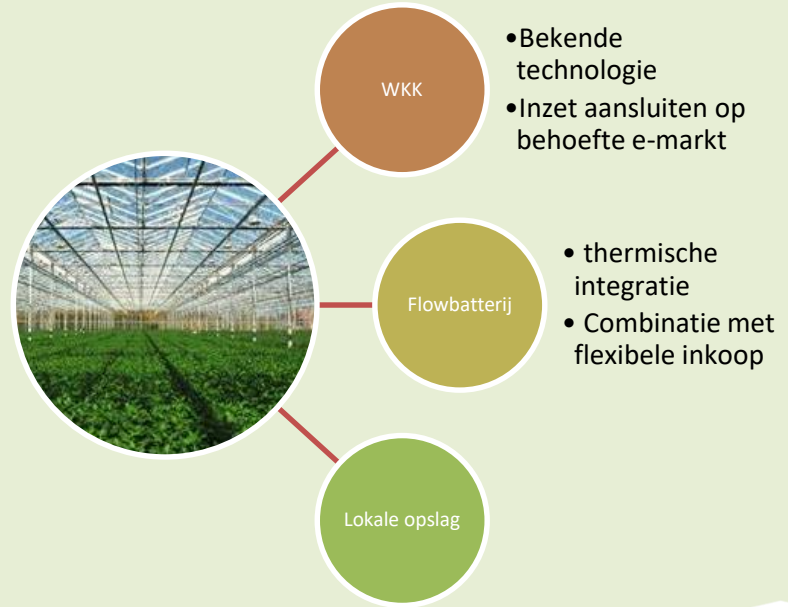 WKK
•Bekende
technologie
•Inzet aansluiten op
behoefte e-markt
Flowbatterij
• thermische
integratie
• Combinatie met
flexibele inkoop
Lokale opslag